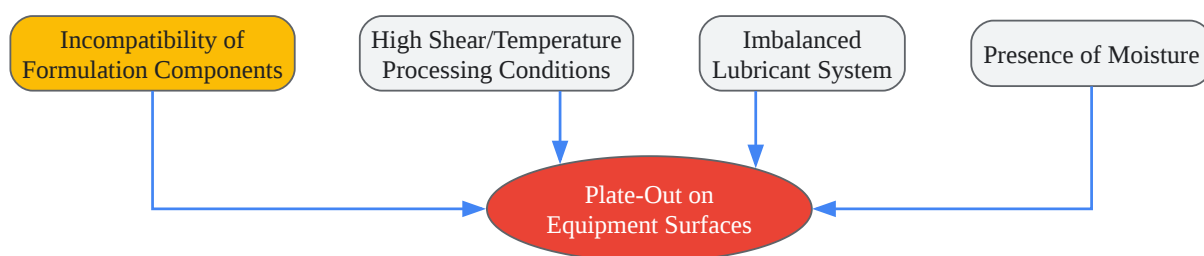 Incompatibility of
Formulation Components
High Shear/Temperature
Processing Conditions
Imbalanced
Lubricant System
Presence of Moisture
Plate-Out on
Equipment Surfaces